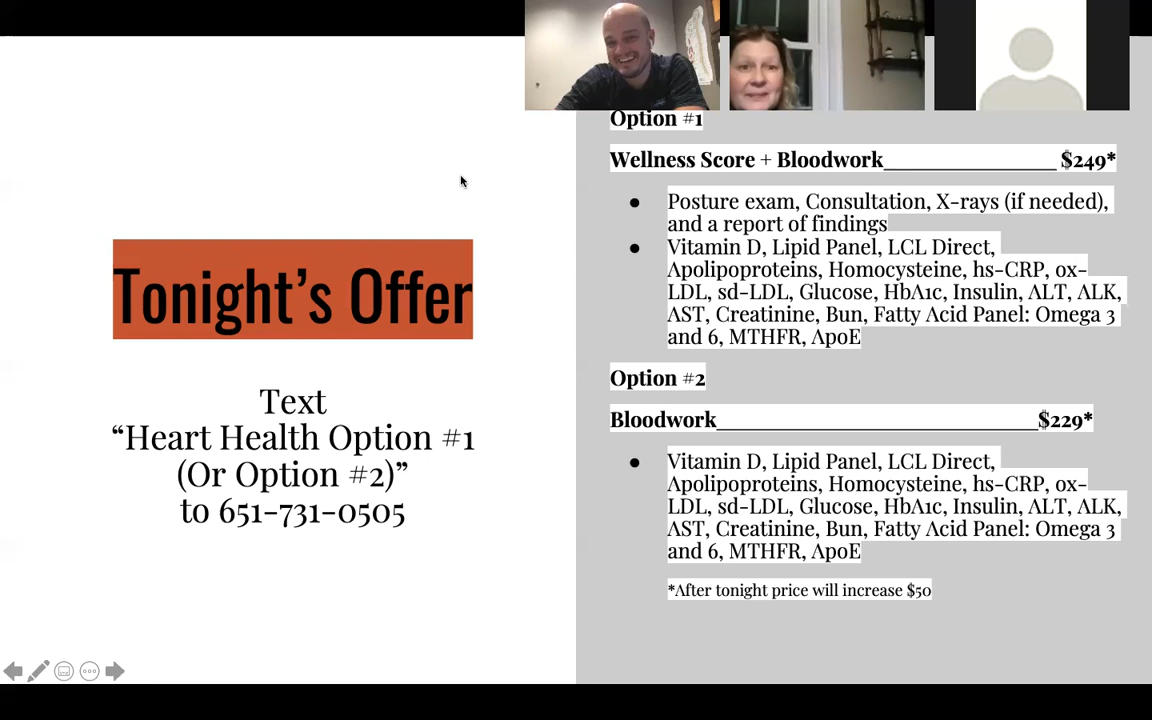 Tonight’s Offer
Text
“Heart Health Option #1
(Or Option #2)”
to 651-731-0505
Option #1
Wellness Score + Bloodwork_________________ $249*
● Posture exam, Consultation, X-rays (if needed),
and a report of findings
● Vitamin D, Lipid Panel, LCL Direct,
Apolipoproteins, Homocysteine, hs-CRP, ox-
LDL, sd-LDL, Glucose, HbA1c, Insulin, ALT, ALK,
AST, Creatinine, Bun, Fatty Acid Panel: Omega 3
and 6, MTHFR, ApoE
Option #2
Bloodwork________________________________$229*
● Vitamin D, Lipid Panel, LCL Direct,
Apolipoproteins, Homocysteine, hs-CRP, ox-
LDL, sd-LDL, Glucose, HbA1c, Insulin, ALT, ALK,
AST, Creatinine, Bun, Fatty Acid Panel: Omega 3
and 6, MTHFR, ApoE
*After tonight price will increase $50